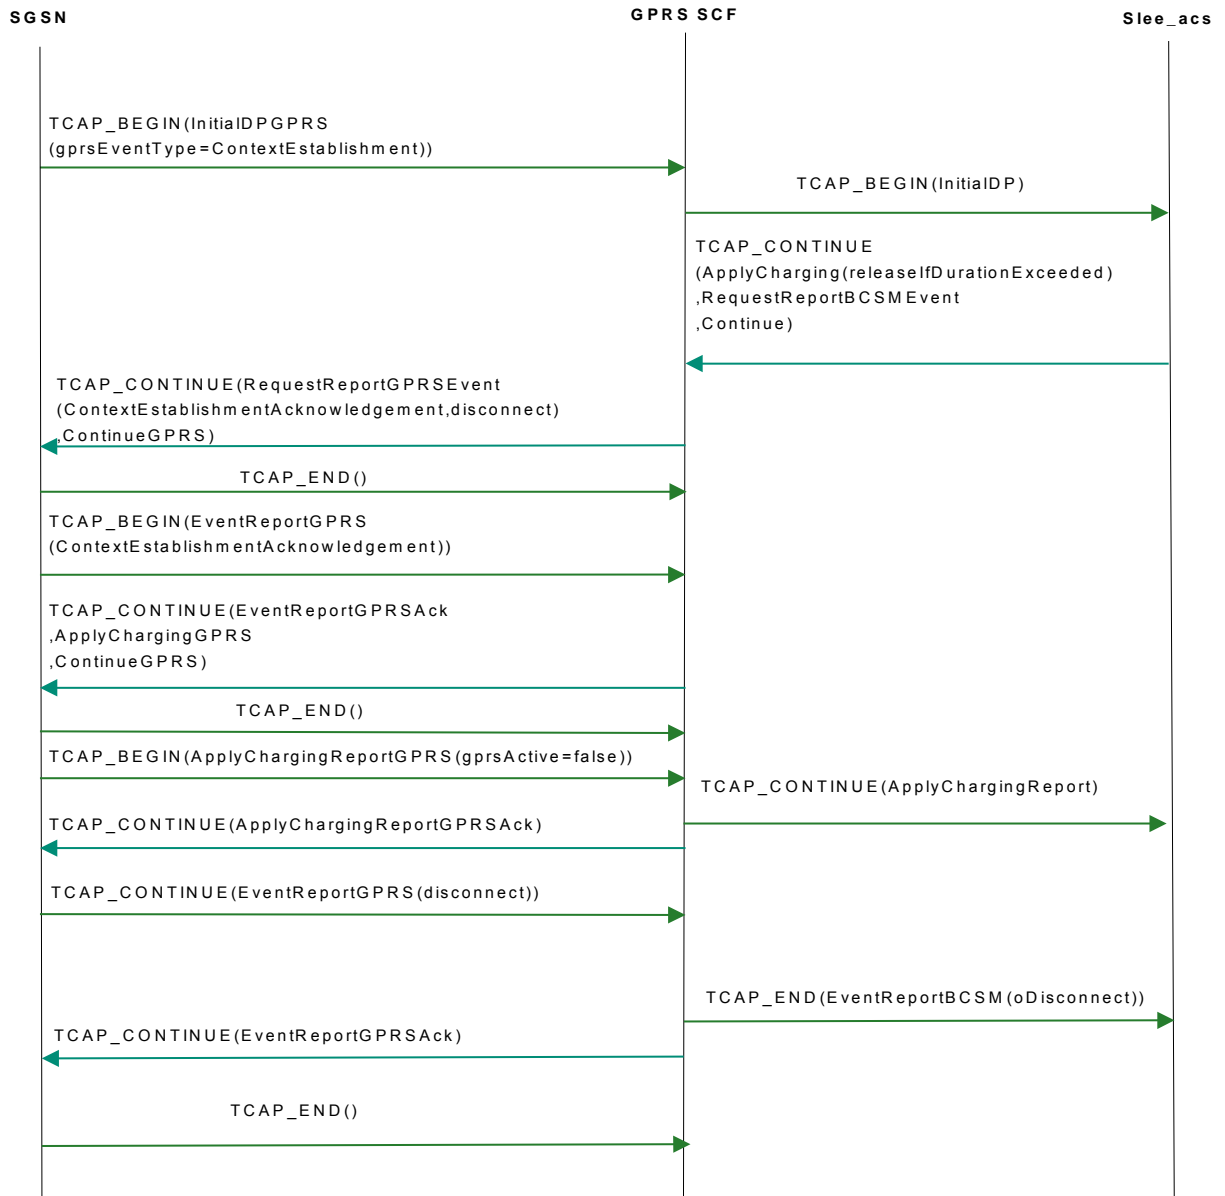 SGSN
GPRS SCF
Slee_acs
TCAP_BEGIN(InitialDPGPRS
(gprsEventType=ContextEstablishment))
TCAP_BEGIN(InitialDP)
TCAP_CONTINUE
(ApplyCharging(releaseIfDurationExceeded)
,RequestReportBCSMEvent
,Continue)
TCAP_CONTINUE(RequestReportGPRSEvent
(ContextEstablishmentAcknowledgement,disconnect)
,ContinueGPRS)
TCAP_END()
TCAP_BEGIN(EventReportGPRS
(ContextEstablishmentAcknowledgement))
TCAP_CONTINUE(EventReportGPRSAck
,ApplyChargingGPRS
,ContinueGPRS)
TCAP_END()
TCAP_BEGIN(ApplyChargingReportGPRS(gprsActive=false))
TCAP_CONTINUE(ApplyChargingReport)
TCAP_CONTINUE(ApplyChargingReportGPRSAck)
TCAP_CONTINUE(EventReportGPRS(disconnect))
TCAP_END(EventReportBCSM(oDisconnect))
TCAP_CONTINUE(EventReportGPRSAck)
TCAP_END()